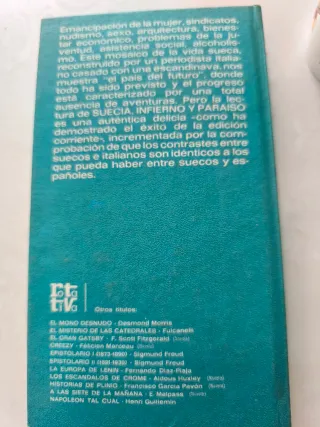 Emancipación de la mujer, sindicatos,
nudismo, sexo, arquitectura, bienes-
tar económico, problemas de la ju-
ventud, asistencia social, alcoholis-
mo. Este mosaico de la vida sueca,
reconstruido por un periodista italia-
no casado con una escandinava, nos
muestra "el país del futuro", donde
todo ha sido previsto y el progreso
está caracterizado por una total
ausencia de aventuras. Pero la lec-
tura de SUECIA, INFIERNO Y PARAISO
es una auténtica delicia —como ha
demostrado el éxito de la edición
corriente—, incrementada por la com-
probación de que los contrastes entre
suecos e italianos son idénticos a los
que pueda haber entre suecos y es-
pañoles.
rota
tiva
Otros títulos:
EL MONO DESNUDO - Desmond Morris
EL MISTERIO DE LAS CATEDRALES - Fulcanelli
EL GRAN GATSBY - F. Scott Fitzgerald
CREEZY - Félicien Marceau
EPISTOLARIO I (1873-1890) - Sigmund Freud
EPISTOLARIO II (1891-1939) - Sigmund Freud
LA EUROPA DE LENIN - Fernando Díaz-Plaja
LOS ESCANDALOS DE CROME - Aldous Huxley
HISTORIAS DE PLINIO - Francisco García Pavón
A LAS SIETE DE LA MAÑANA - E. Malpass
NAPOLEON TAL CUAL - Henri Guillemin